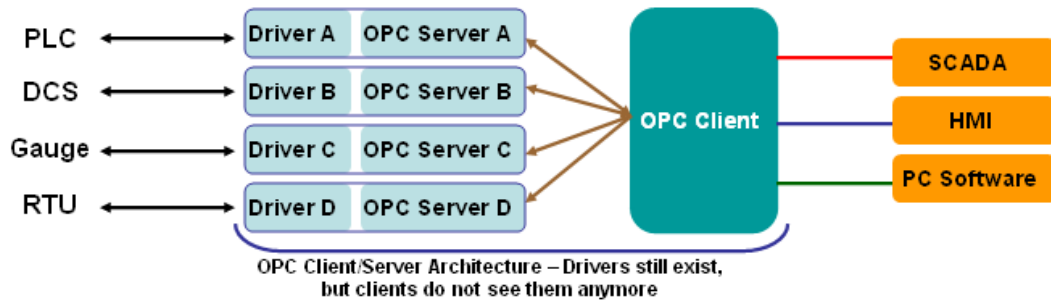 PLC
Driver A OPC Server A
DCS
Driver B OPC Server B
Gauge
Driver C OPC Server C
RTU
Driver D OPC Server D
OPC Client
SCADA
HMI
PC Software
OPC Client/Server Architecture – Drivers still exist,
but clients do not see them anymore